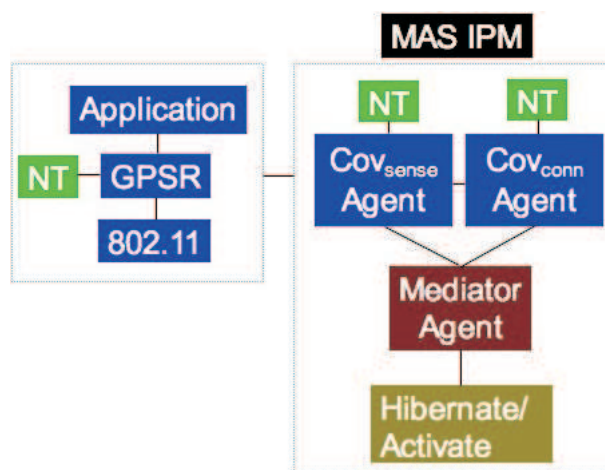 MAS IPM
Application
NT
GPSR
802.11
NT
NT
Covsense
Agent
Covconn
Agent
Mediator
Agent
Hibernate/
Activate